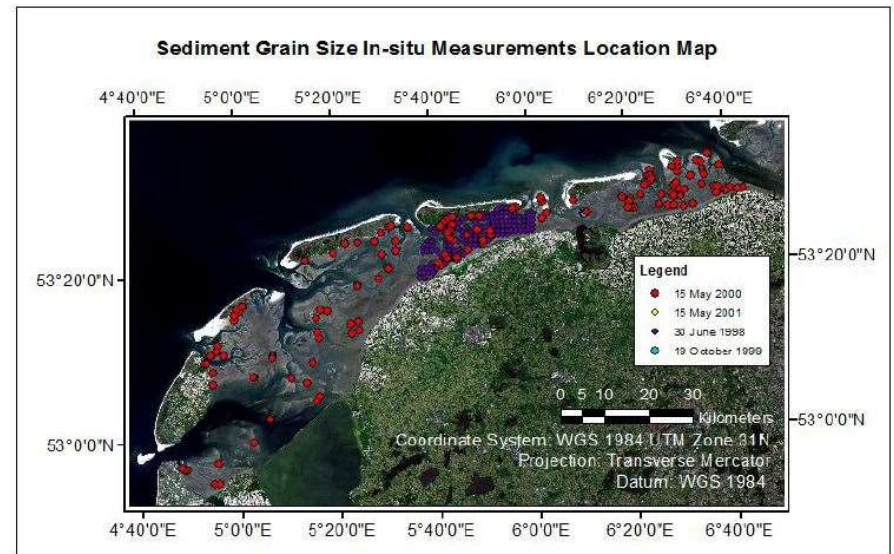 Sediment Grain Size In-situ Measurements Location Map
4°40'0"E 5°0'0"E 5°20'0"E 5°40'0"E 6°0'0"E 6°20'0"E 6°40'0"E
53°20'0"N
53°20'0"N
Legend
15 May 2000
15 May 2001
30 June 1998
19 October 1999
0 5 10 20 30
Kilometers
53°0'0"N
53°0'0"N
Coordinate System: WGS 1984 UTM Zone 31N
Projection: Transverse Mercator
Datum: WGS 1984
4°40'0"E 5°0'0"E 5°20'0"E 5°40'0"E 6°0'0"E 6°20'0"E 6°40'0"E